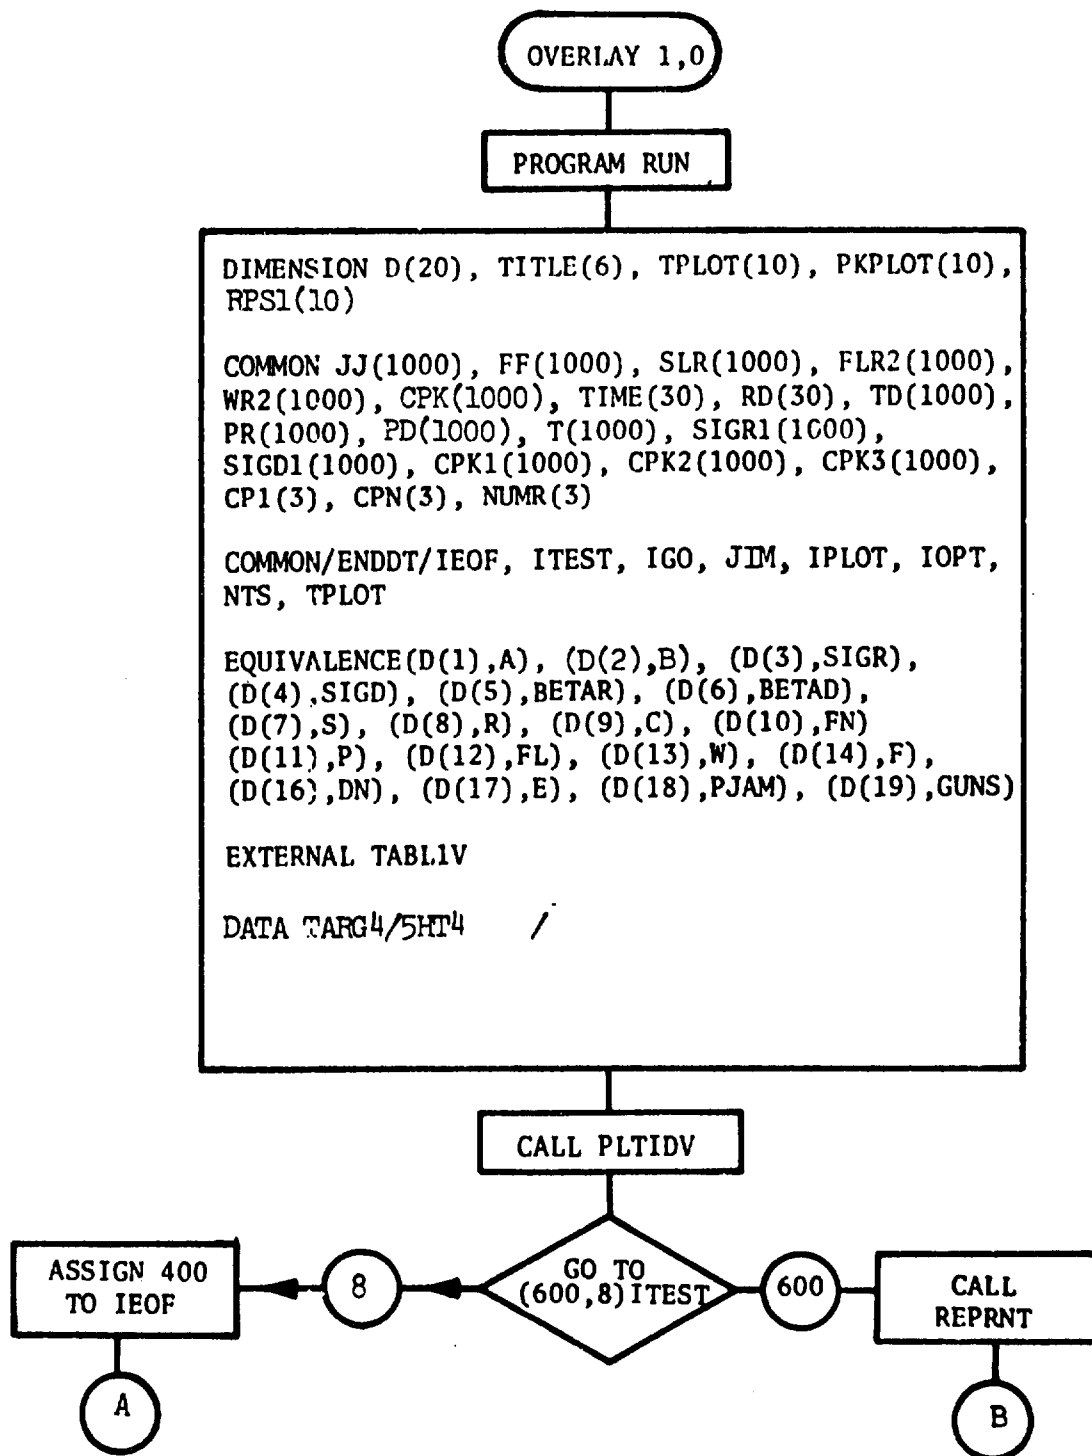 OVERLAY 1,0
PROGRAM RUN
DIMENSION D(20), TITLE(6), TPLOT(10), PKPLOT(10),
RPS1(10)
COMMON JJ(1000), FF(1000), SLR(1000), FLR2(1000),
WR2(1000), CPK(1000), TIME(30), RD(30), TD(1000),
PR(1000), PD(1000), T(1000), SIGR1(1000),
SIGD1(1000), CPK1(1000), CPK2(1000), CPK3(1000),
CP1(3), CPN(3), NUMR(3)
COMMON/ENDDT/IEOF, ITEST, IGO, JIM, IPLOT, IOPT,
NTS, TPLOT
EQUIVALENCE(D(1),A), (D(2),B), (D(3),SIGR),
(D(4),SIGD), (D(5),BETAR), (D(6),BETAD),
(D(7),S), (D(8),R), (D(9),C), (D(10),FN)
(D(11),P), (D(12),FL), (D(13),W), (D(14),F),
(D(16),DN), (D(17),E), (D(18),PJAM), (D(19),GUNS)
EXTERNAL TABL1V
DATA TARG4/5HT4 /
CALL PLTIDV
ASSIGN 400
TO IEOF
8
GO TO
(600,8)ITEST
600
CALL
REPRNT
A
B